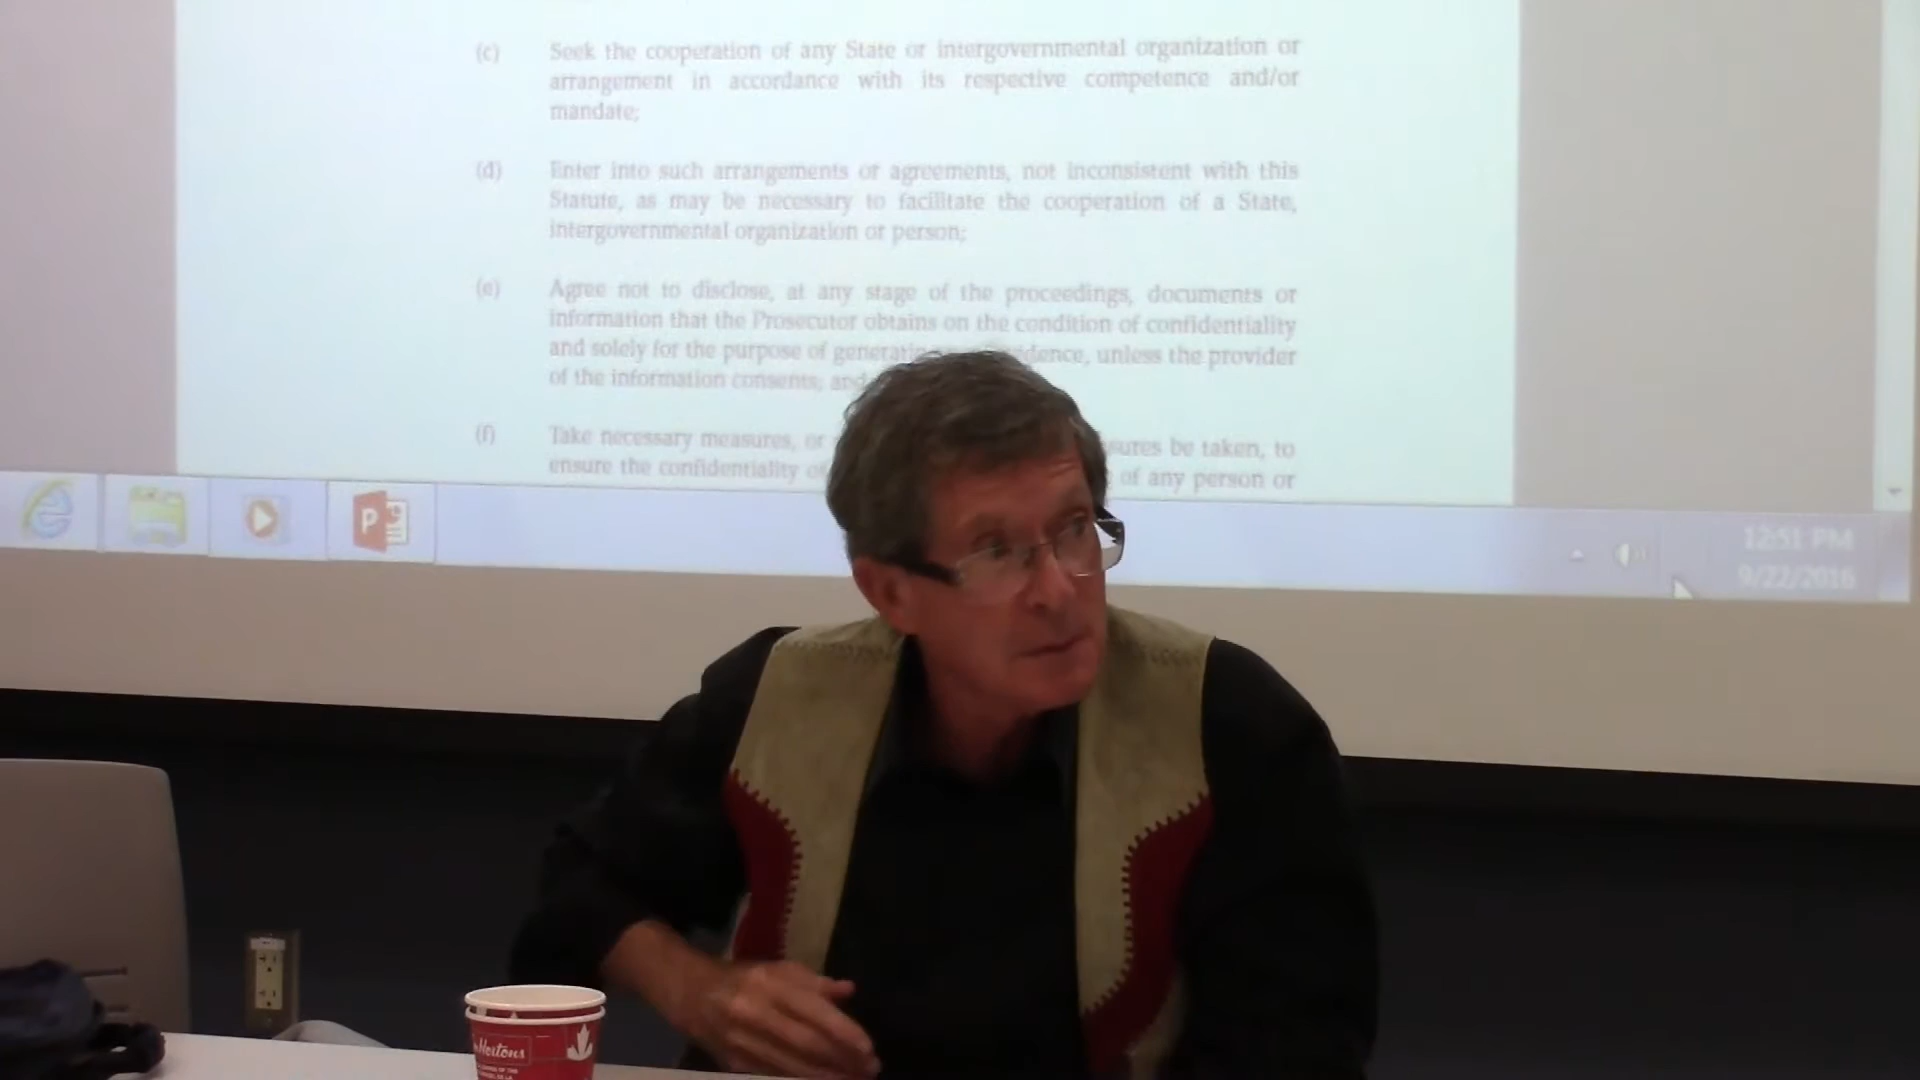 (c) Seek the cooperation of any State or intergovernmental organization or
arrangement in accordance with its respective competence and/or
mandate;
(d) Enter into such arrangements or agreements, not inconsistent with this
Statute, as may be necessary to facilitate the cooperation of a State,
intergovernmental organization or person;
(e) Agree not to disclose, at any stage of the proceedings, documents or
information that the Prosecutor obtains on the condition of confidentiality
and solely for the purpose of unless the provider
of the information consents; and
(f) Take necessary measures, or be taken, to
ensure the confidentiality of any person or
12:51 PM
9/22/2016
Hortons